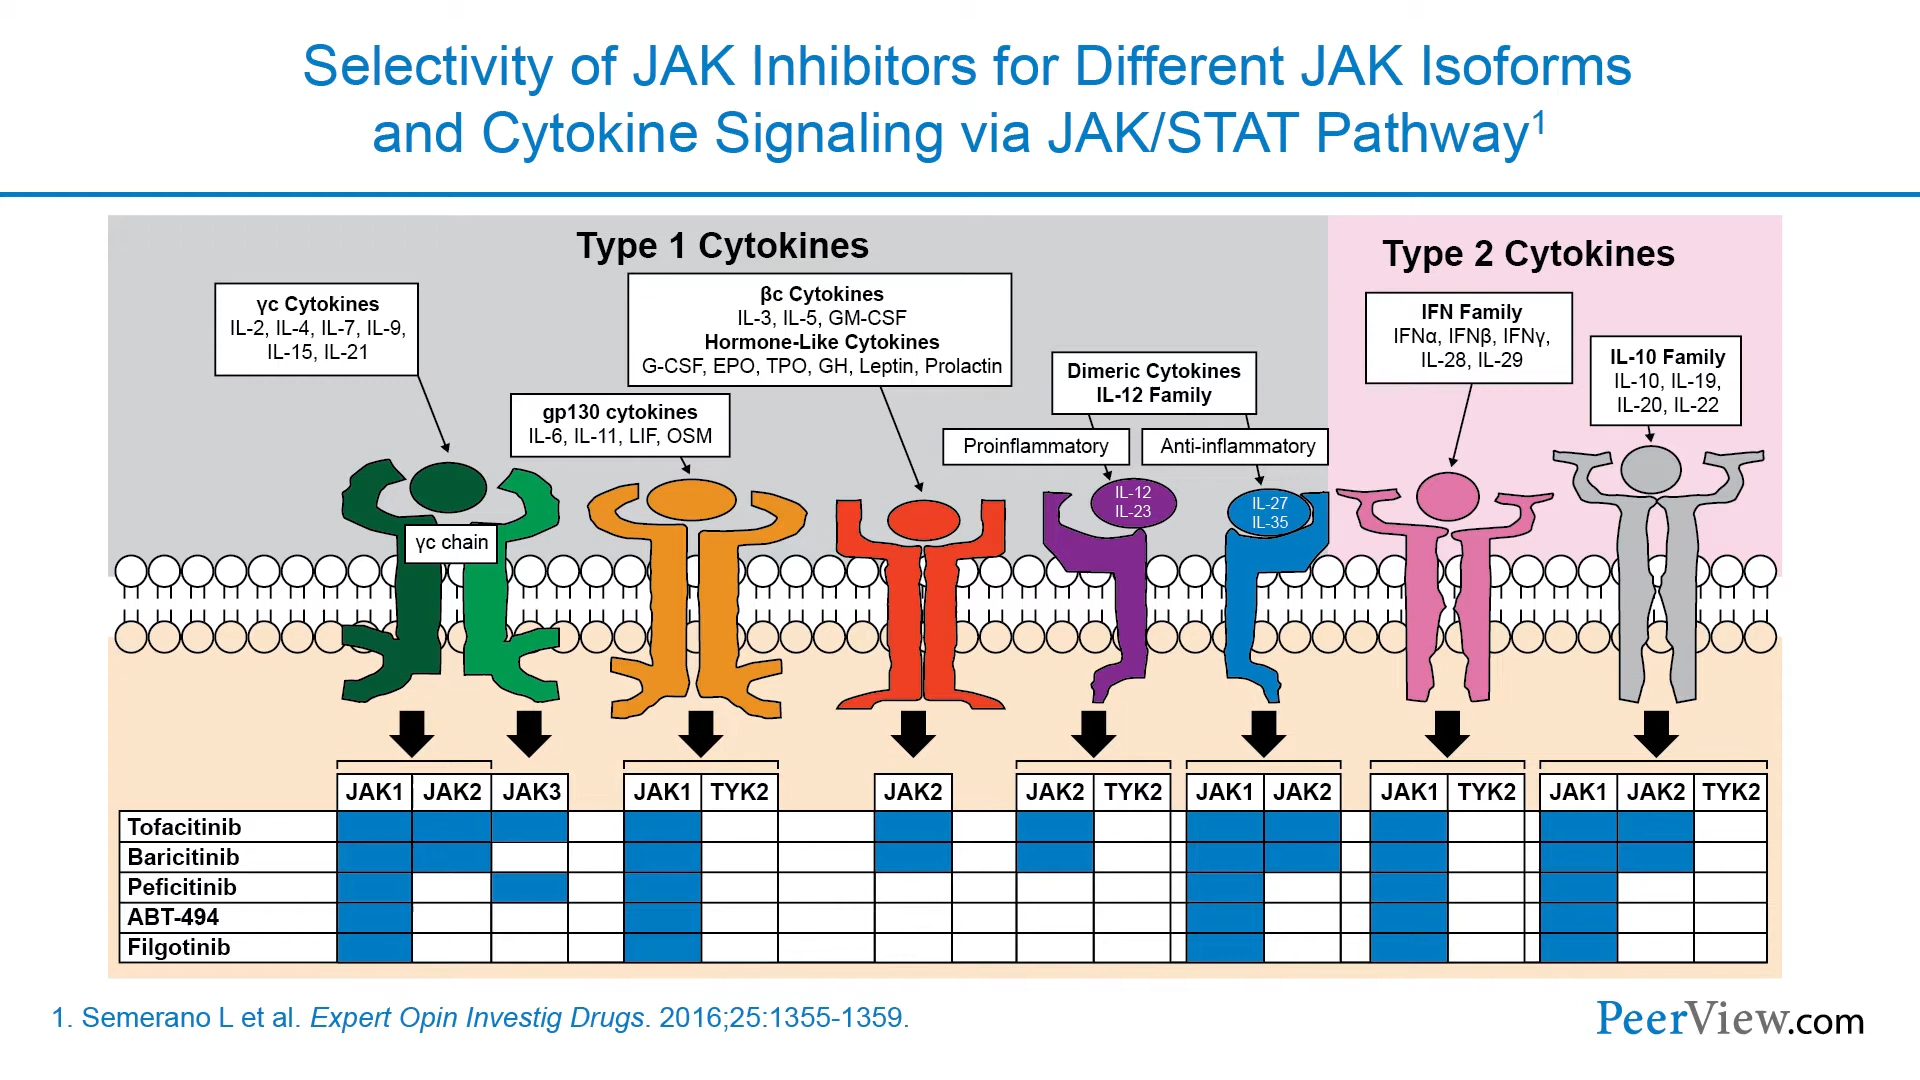 Selectivity of JAK Inhibitors for Different JAK Isoforms
and Cytokine Signaling via JAK/STAT Pathway1
Type 1 Cytokines
Type 2 Cytokines
γc Cytokines
IL-2, IL-4, IL-7, IL-9,
IL-15, IL-21
gp130 cytokines
IL-6, IL-11, LIF, OSM
βc Cytokines
IL-3, IL-5, GM-CSF
Hormone-Like Cytokines
G-CSF, EPO, TPO, GH, Leptin, Prolactin
Dimeric Cytokines
IL-12 Family
Proinflammatory
Anti-inflammatory
IFN Family
IFNα, IFNβ, IFNγ,
IL-28, IL-29
IL-10 Family
IL-10, IL-19,
IL-20, IL-22
IL-12
IL-23
IL-27
IL-35
γc chain
JAK1 JAK2 JAK3 JAK1 TYK2 JAK2 JAK2 TYK2 JAK1 JAK2 JAK1 TYK2 JAK1 JAK2 TYK2
Tofacitinib
Baricitinib
Peficitinib
ABT-494
Filgotinib
1. Semerano L et al. Expert Opin Investig Drugs. 2016;25:1355-1359.
PeerView.com